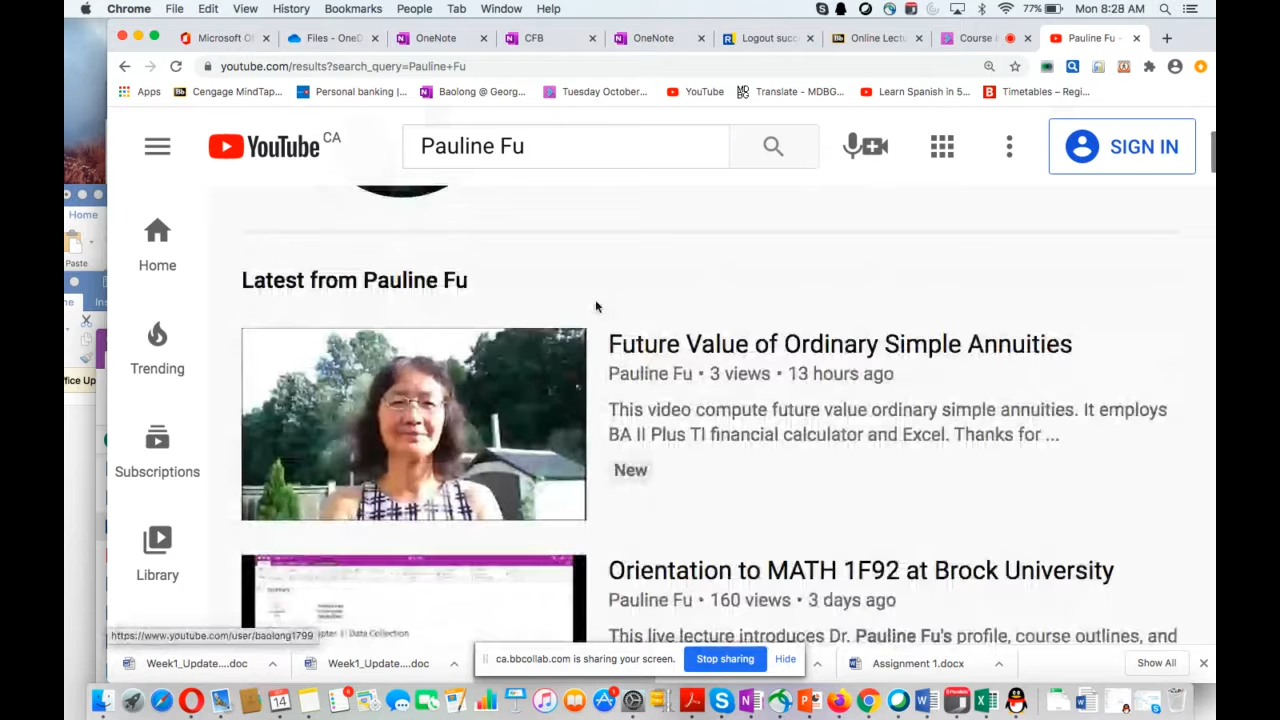 Chrome File Edit View History Bookmarks People Tab Window Help 77% Mon 8:28 AM
Microsoft Of Files - OneD OneNote CFB OneNote Logout succ Online Lectu Course Pauline Fu -
youtube.com/results?search_query=Pauline+Fu
Apps Cengage MindTap... Personal banking |... Baolong @ Georg... Tuesday October... YouTube Translate - MDBG... Learn Spanish in 5... Timetables – Regi...
YouTube CA
Pauline Fu
SIGN IN
Home
Paste
Home
Trending
Subscriptions
Library
Latest from Pauline Fu
Future Value of Ordinary Simple Annuities
Pauline Fu • 3 views • 13 hours ago
This video compute future value ordinary simple annuities. It employs
BA II Plus TI financial calculator and Excel. Thanks for ...
New
Orientation to MATH 1F92 at Brock University
Pauline Fu • 160 views • 3 days ago
This live lecture introduces Dr. Pauline Fu's profile, course outlines, and
Data Collection
https://www.youtube.com/user/baolong1799
ca.bbcollab.com is sharing your screen. Stop sharing Hide
Week1_Update....doc Week1_Update....doc Assignment 1.docx Show All